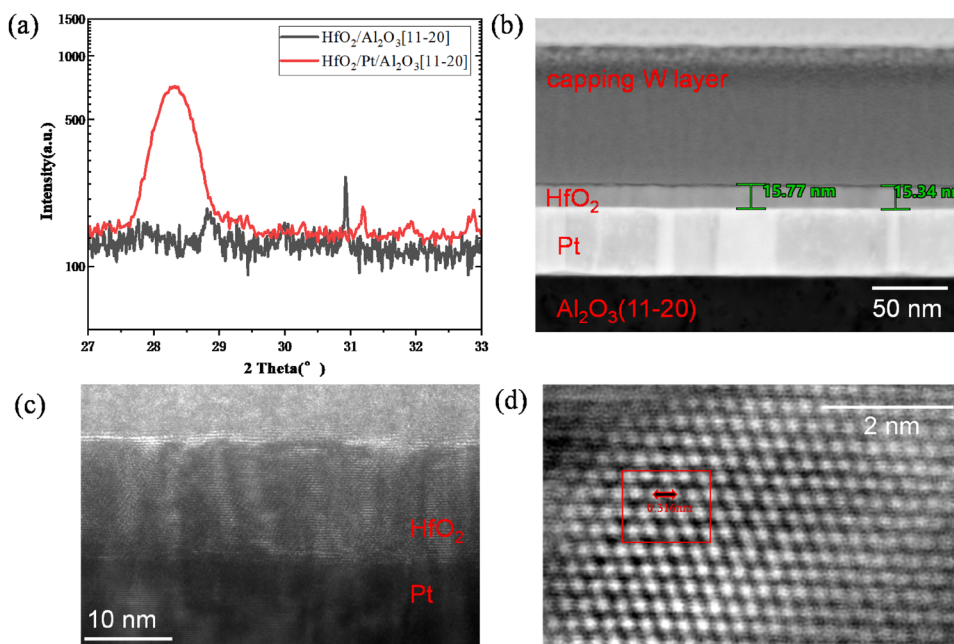 (a)
1500
1000
500
100
Intensity(a.u.)
HfO₂/Al₂O₃[11-20]
HfO₂/Pt/Al₂O₃[11-20]
27 28 29 30 31 32 33
2 Theta(°)
(b)
capping W layer
HfO₂
15.77 nm
15.34 n
Pt
Al₂O₃(11-20)
50 nm
(c)
HfO₂
Pt
10 nm
(d)
2 nm